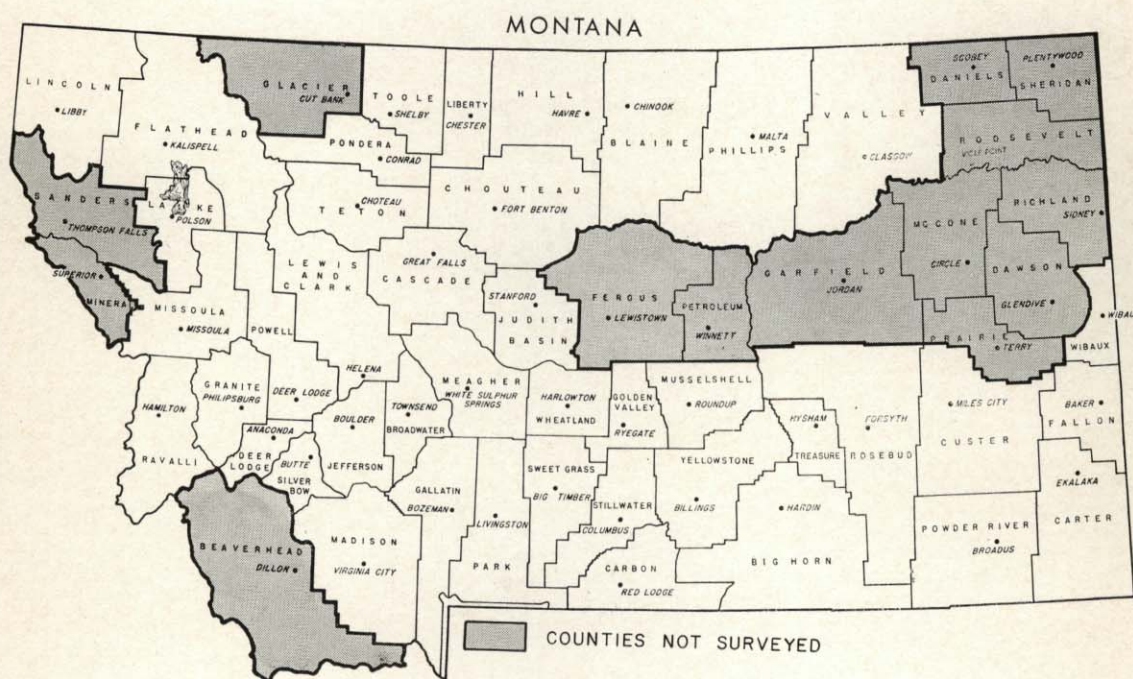 MONTANA
LINCOLN
LIBBY
FLATHEAD
KALISPELL
GLACIER
CUT BANK
TOOLE
SHELBY
LIBERTY
CHESTER
HILL
HAVRE
CHINOOK
BLAINE
MALTA
PHILLIPS
VALLEY
GLASGOW
SCOBEY
DANIELS
PLENTYWOOD
SHERIDAN
ROOSEVELT
WOLF POINT
PONDERA
CONRAD
SANDERS
THOMPSON FALLS
LAKE
POLSON
TETON
CHOTEAU
CHOUTEAU
FORT BENTON
MC CONE
CIRCLE
RICHLAND
SIDNEY
SUPERIOR
MINERAL
LEWIS
AND
CLARK
GREAT FALLS
CASCADE
STANFORD
JUDITH
BASIN
FERGUS
LEWISTOWN
PETROLEUM
WINNETT
GARFIELD
JORDAN
DAWSON
GLENDIVE
PRAIRIE
TERRY
WIBAUX
WIBAUX
MISSOULA
MISSOULA
POWELL
HELENA
GRANITE
PHILIPSBURG
DEER LODGE
HAMILTON
RAVALLI
ANACONDA
DEER
LODGE
BUTTE
SILVER
BOW
BOULDER
JEFFERSON
TOWNSEND
BROADWATER
MEAGHER
WHITE SULPHUR
SPRINGS
HARLOWTON
WHEATLAND
GOLDEN
VALLEY
RYEGATE
MUSSELSHELL
ROUNDUP
HYSHAM
TREASURE
FORSYTH
ROSEBUD
MILES CITY
CUSTER
BAKER
FALLON
EKALAKA
CARTER
GALLATIN
BOZEMAN
LIVINGSTON
PARK
SWEET GRASS
BIG TIMBER
STILLWATER
COLUMBUS
YELLOWSTONE
BILLINGS
HARDIN
BIG HORN
POWDER RIVER
BROADUS
BEAVERHEAD
DILLON
MADISON
VIRGINIA CITY
CARBON
RED LODGE
COUNTIES NOT SURVEYED